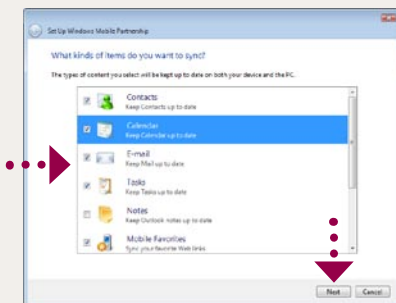 Set Up Windows Mobile Partnership
What kinds of items do you want to sync?
The types of content you select will be kept up to date on both your device and the PC.
Contacts
Keep Contacts up to date
Calendar
Keep Calendar up to date
E-mail
Keep Mail up to date
Tasks
Keep Tasks up to date
Notes
Keep Outlook notes up to date
Mobile Favorites
Sync your favorite Web links
Next Cancel